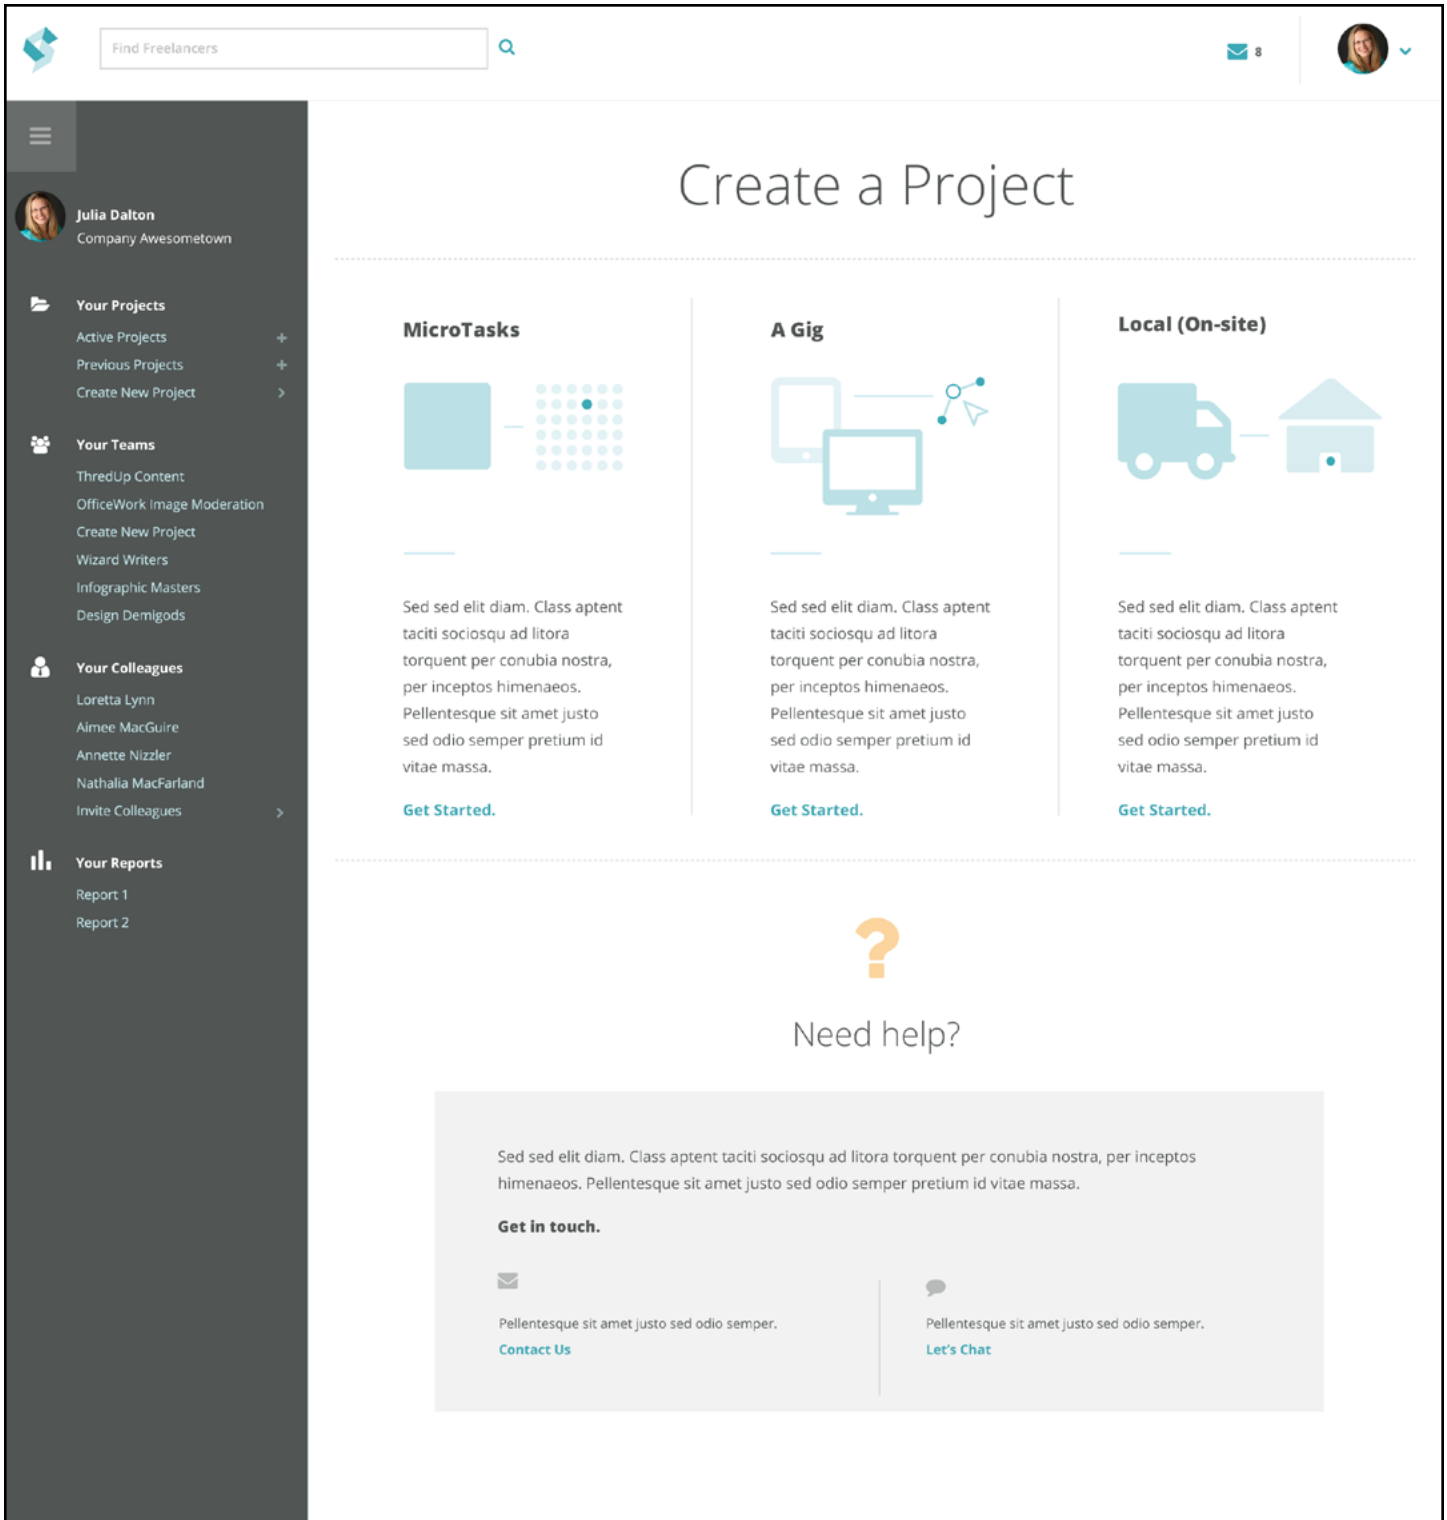 Find Freelancers
8
Julia Dalton
Company Awesometown
Your Projects
Active Projects
Previous Projects
Create New Project
Your Teams
ThredUp Content
OfficeWork Image Moderation
Create New Project
Wizard Writers
Infographic Masters
Design Demigods
Your Colleagues
Loretta Lynn
Aimee MacGuire
Annette Nizzler
Nathalia MacFarland
Invite Colleagues
Your Reports
Report 1
Report 2
Create a Project
MicroTasks
Sed sed elit diam. Class aptent
taciti sociosqu ad litora
torquent per conubia nostra,
per inceptos himenaeos.
Pellentesque sit amet justo
sed odio semper pretium id
vitae massa.
Get Started.
A Gig
Sed sed elit diam. Class aptent
taciti sociosqu ad litora
torquent per conubia nostra,
per inceptos himenaeos.
Pellentesque sit amet justo
sed odio semper pretium id
vitae massa.
Get Started.
Local (On-site)
Sed sed elit diam. Class aptent
taciti sociosqu ad litora
torquent per conubia nostra,
per inceptos himenaeos.
Pellentesque sit amet justo
sed odio semper pretium id
vitae massa.
Get Started.
?
Need help?
Sed sed elit diam. Class aptent taciti sociosqu ad litora torquent per conubia nostra, per inceptos
himenaeos. Pellentesque sit amet justo sed odio semper pretium id vitae massa.
Get in touch.
Pellentesque sit amet justo sed odio semper.
Contact Us
Pellentesque sit amet justo sed odio semper.
Let's Chat